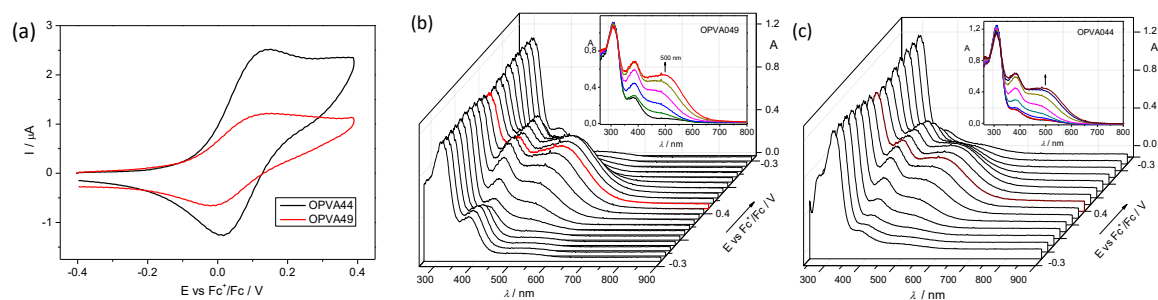 (a)
3
2
1
0
-1
I / µA
-0.4
-0.2
0.0
0.2
0.4
E vs Fc⁺/Fc / V
OPVA44
OPVA49
(b)
OPVA049
A
0,8
0,4
0,0
500 nm
300
400
500
600
700
800
λ / nm
1.2
A
0.8
0.4
0.0
-0.3
0.4
-0.3
E vs Fc⁺/Fc / V
300
400
500
600
700
800
900
λ / nm
(c)
OPVA044
A
1,2
0,8
0,4
0,0
300
400
500
600
700
800
λ / nm
1.2
A
0.8
0.4
0.0
-0.3
0.4
-0.3
E vs Fc⁺/Fc / V
300
400
500
600
700
800
900
λ / nm